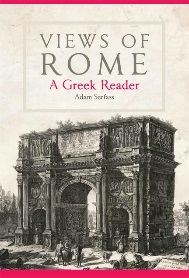 VIEWS OF
ROME
A Greek Reader
Adam Serfass